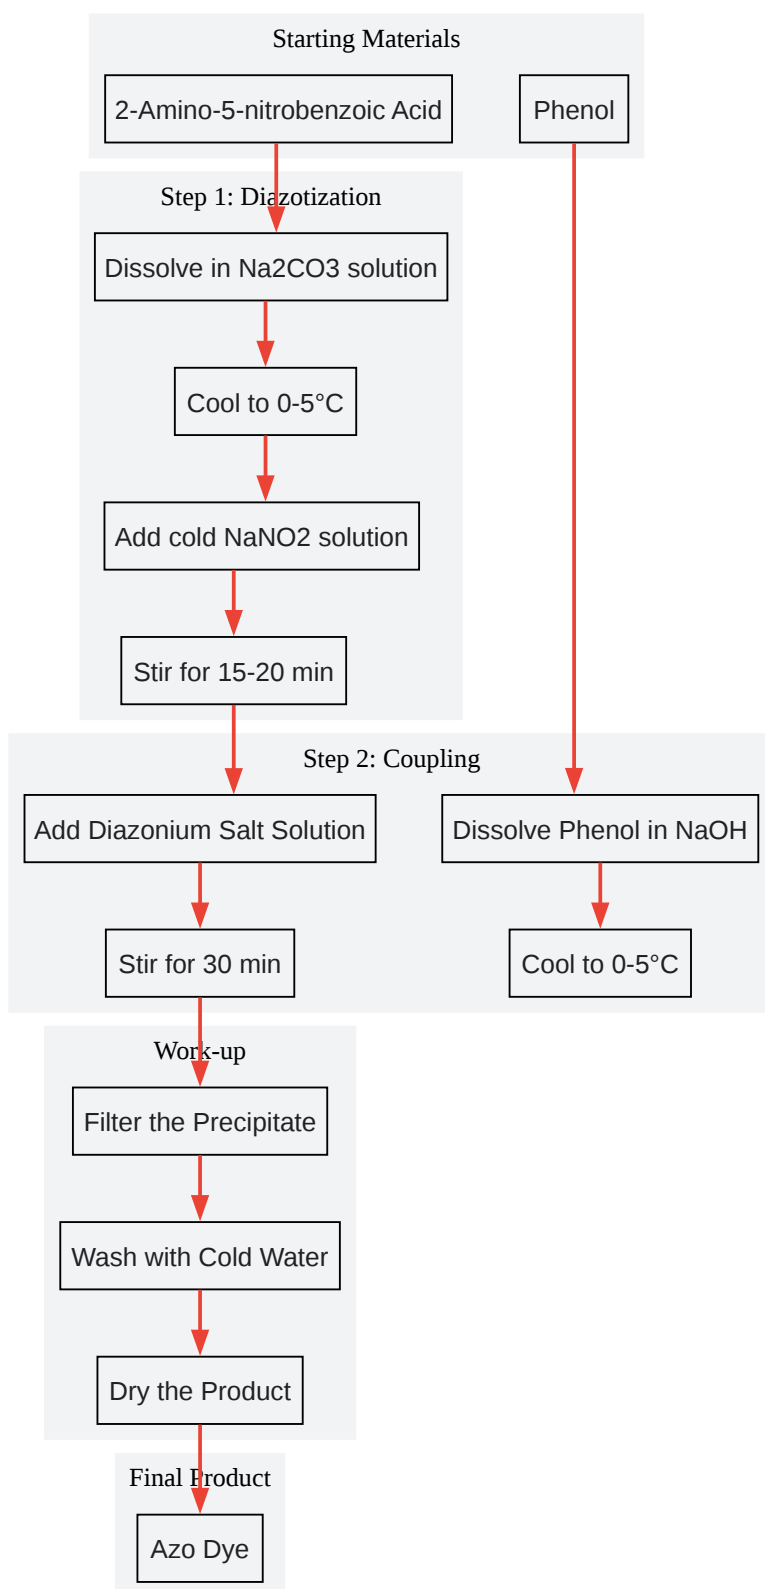 Starting Materials
2-Amino-5-nitrobenzoic Acid
Phenol
Step 1: Diazotization
Dissolve in Na2CO3 solution
Cool to 0-5°C
Add cold NaNO2 solution
Stir for 15-20 min
Step 2: Coupling
Add Diazonium Salt Solution
Dissolve Phenol in NaOH
Stir for 30 min
Cool to 0-5°C
Work-up
Filter the Precipitate
Wash with Cold Water
Dry the Product
Final Product
Azo Dye